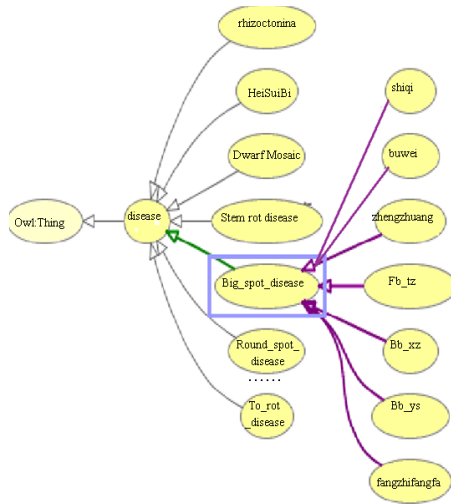 rhizoctonina
HeiSuiBi
Dwarf Mosaic
Owl:Thing
disease
Stem rot disease
Big_spot_disease
Round_spot_
disease
......
To_rot
_disease
shiqi
buwei
zhengzhuang
Fb_tz
Bb_xz
Bb_ys
fangzhifangfa